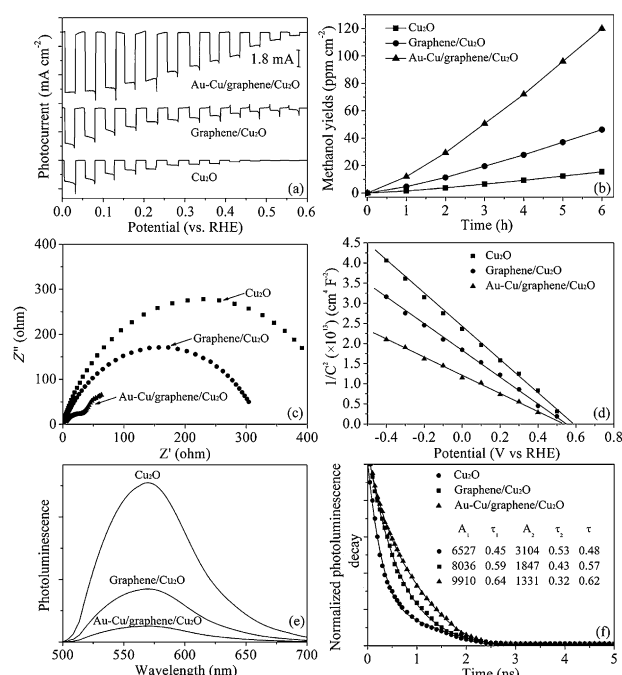 Photocurrent (mA cm⁻²)
1.8 mA
Au-Cu/graphene/Cu₂O
Graphene/Cu₂O
Cu₂O
(a)
0.0 0.1 0.2 0.3 0.4 0.5 0.6
Potential (vs. RHE)
Methanol yields (ppm cm⁻²)
120
100
80
60
40
20
0
Cu₂O
Graphene/Cu₂O
Au-Cu/graphene/Cu₂O
(b)
0 1 2 3 4 5 6
Time (h)
Z'' (ohm)
400
300
200
100
0
Cu₂O
Graphene/Cu₂O
Au-Cu/graphene/Cu₂O
(c)
0 100 200 300 400
Z' (ohm)
1/C² (×10¹³) (cm⁴ F⁻²)
4.5
4.0
3.5
3.0
2.5
2.0
1.5
1.0
0.5
0.0
Cu₂O
Graphene/Cu₂O
Au-Cu/graphene/Cu₂O
(d)
-0.4 -0.2 0.0 0.2 0.4 0.6 0.8
Potential (V vs RHE)
Photoluminescence
Cu₂O
Graphene/Cu₂O
Au-Cu/graphene/Cu₂O
(e)
500 550 600 650 700
Wavelength (nm)
Normalized photoluminescence
decay
Cu₂O
Graphene/Cu₂O
Au-Cu/graphene/Cu₂O
A₁ τ₁ A₂ τ₂ τ
6527 0.45 3104 0.53 0.48
8036 0.59 1847 0.43 0.57
9910 0.64 1331 0.32 0.62
(f)
0 1 2 3 4 5
Time (ns)